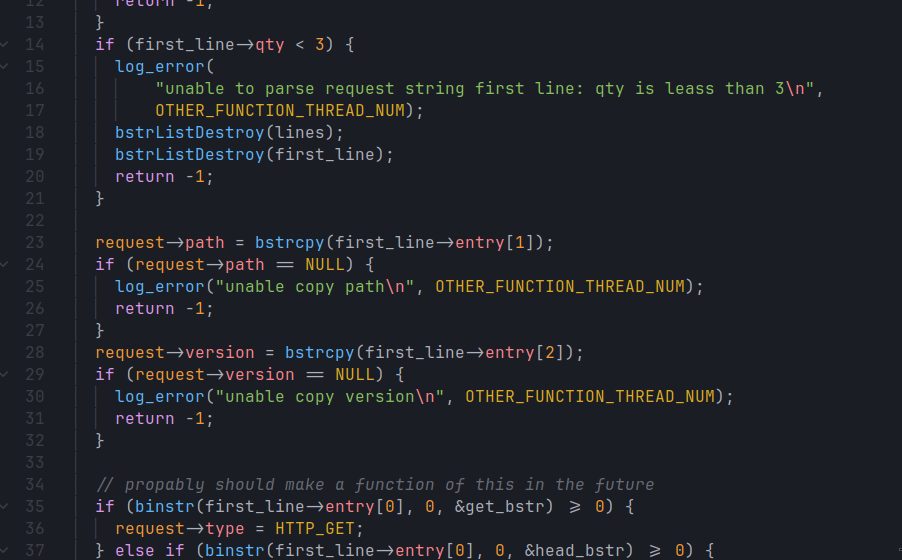 12 return -1;
13 }
14 if (first_line->qty < 3) {
15 log_error(
16 "unable to parse request string first line: qty is leass than 3\n",
17 OTHER_FUNCTION_THREAD_NUM);
18 bstrListDestroy(lines);
19 bstrListDestroy(first_line);
20 return -1;
21 }
22
23 request->path = bstrcpy(first_line->entry[1]);
24 if (request->path == NULL) {
25 log_error("unable copy path\n", OTHER_FUNCTION_THREAD_NUM);
26 return -1;
27 }
28 request->version = bstrcpy(first_line->entry[2]);
29 if (request->version == NULL) {
30 log_error("unable copy version\n", OTHER_FUNCTION_THREAD_NUM);
31 return -1;
32 }
33
34 // propably should make a function of this in the future
35 if (binstr(first_line->entry[0], 0, &get_bstr) >= 0) {
36 request->type = HTTP_GET;
37 } else if (binstr(first_line->entry[0], 0, &head_bstr) >= 0) {